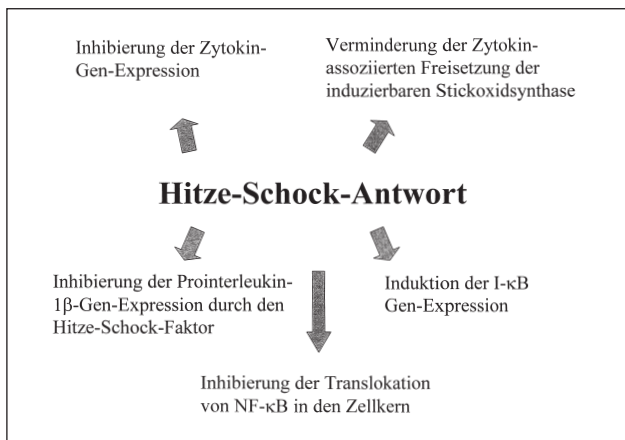 Inhibierung der Zytokin-
Gen-Expression
Verminderung der Zytokin-
assoziierten Freisetzung der
induzierbaren Stickoxidsynthase
Hitze-Schock-Antwort
Inhibierung der Prointerleukin-
1β-Gen-Expression durch den
Hitze-Schock-Faktor
Induktion der I-κB
Gen-Expression
Inhibierung der Translokation
von NF-κB in den Zellkern